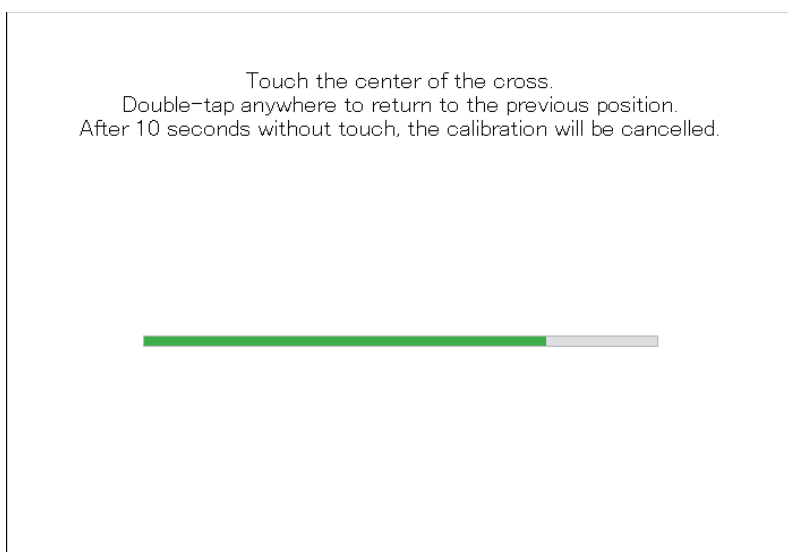 Touch the center of the cross.
Double-tap anywhere to return to the previous position.
After 10 seconds without touch, the calibration will be cancelled.